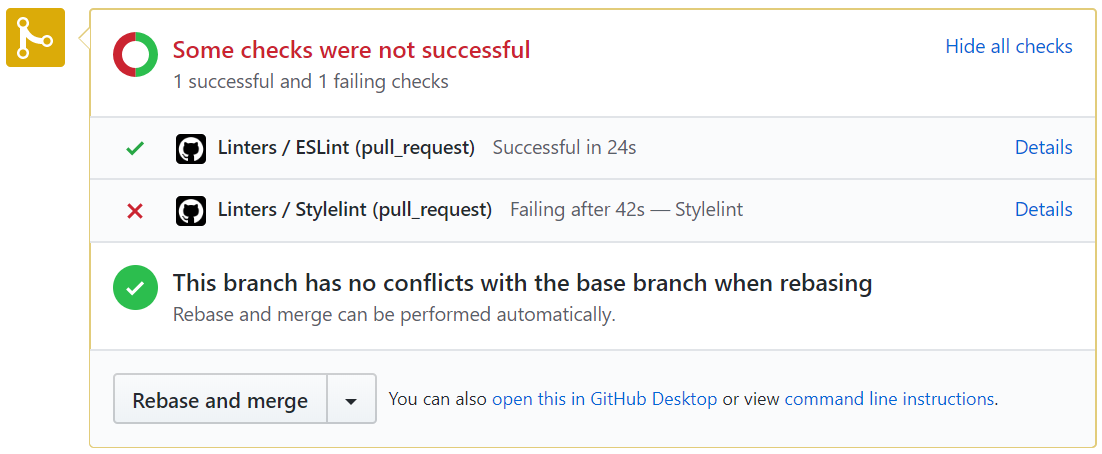 Some checks were not successful
Hide all checks
1 successful and 1 failing checks
Linters / ESLint (pull_request) Successful in 24s Details
Linters / Stylelint (pull_request) Failing after 42s — Stylelint Details
This branch has no conflicts with the base branch when rebasing
Rebase and merge can be performed automatically.
Rebase and merge You can also open this in GitHub Desktop or view command line instructions.